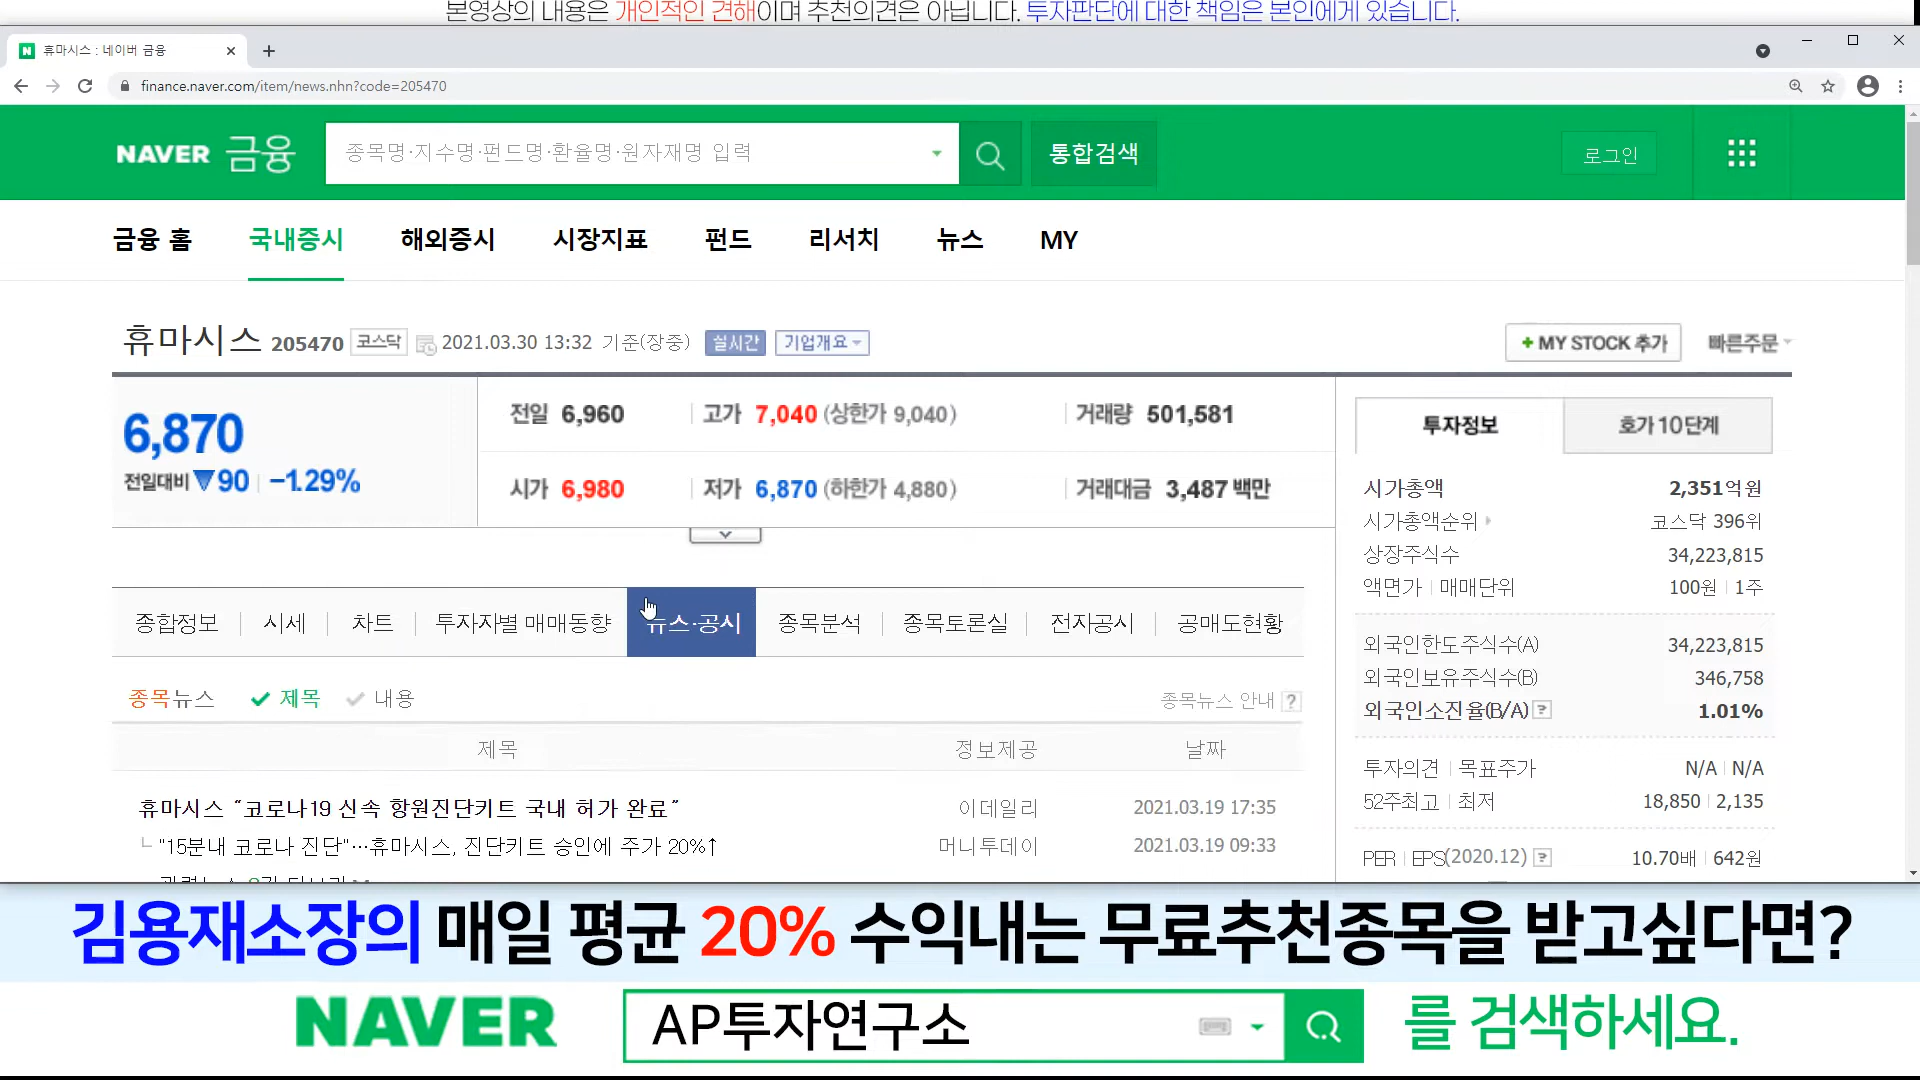 본영상의 내용은 개인적인 견해이며 추천의견은 아닙니다. 투자판단에 대한 책임은 본인에게 있습니다.
휴마시스 : 네이버 금융
finance.naver.com/item/news.nhn?code=205470
NAVER 금융 종목명·지수명·펀드명·환율명·원자재명 입력 통합검색 로그인
금융 홈 국내증시 해외증시 시장지표 펀드 리서치 뉴스 MY
휴마시스 205470 코스닥 2021.03.30 13:32 기준(장중) 실시간 기업개요 + MY STOCK 추가 빠른주문
6,870
전일대비 ▼90 -1.29%
전일 6,960 고가 7,040 (상한가 9,040) 거래량 501,581
시가 6,980 저가 6,870 (하한가 4,880) 거래대금 3,487 백만
투자정보 호가 10단계
시가총액 2,351억원
시가총액순위 코스닥 396위
상장주식수 34,223,815
액면가 매매단위 100원 1주
외국인한도주식수(A) 34,223,815
외국인보유주식수(B) 346,758
외국인소진율(B/A) ? 1.01%
투자의견 목표주가 N/A N/A
52주최고 최저 18,850 2,135
PER EPS(2020.12) ? 10.70배 642원
종합정보 시세 차트 투자자별 매매동향 뉴스·공시 종목분석 종목토론실 전자공시 공매도현황
종목뉴스 제목 내용 종목뉴스 안내 ?
제목 정보제공 날짜
휴마시스 “코로나19 신속 항원진단키트 국내 허가 완료” 이데일리 2021.03.19 17:35
"15분내 코로나 진단"…휴마시스, 진단키트 승인에 주가 20%↑ 머니투데이 2021.03.19 09:33
김용재소장의 매일 평균 20% 수익내는 무료추천종목을 받고싶다면?
NAVER AP투자연구소 를 검색하세요.